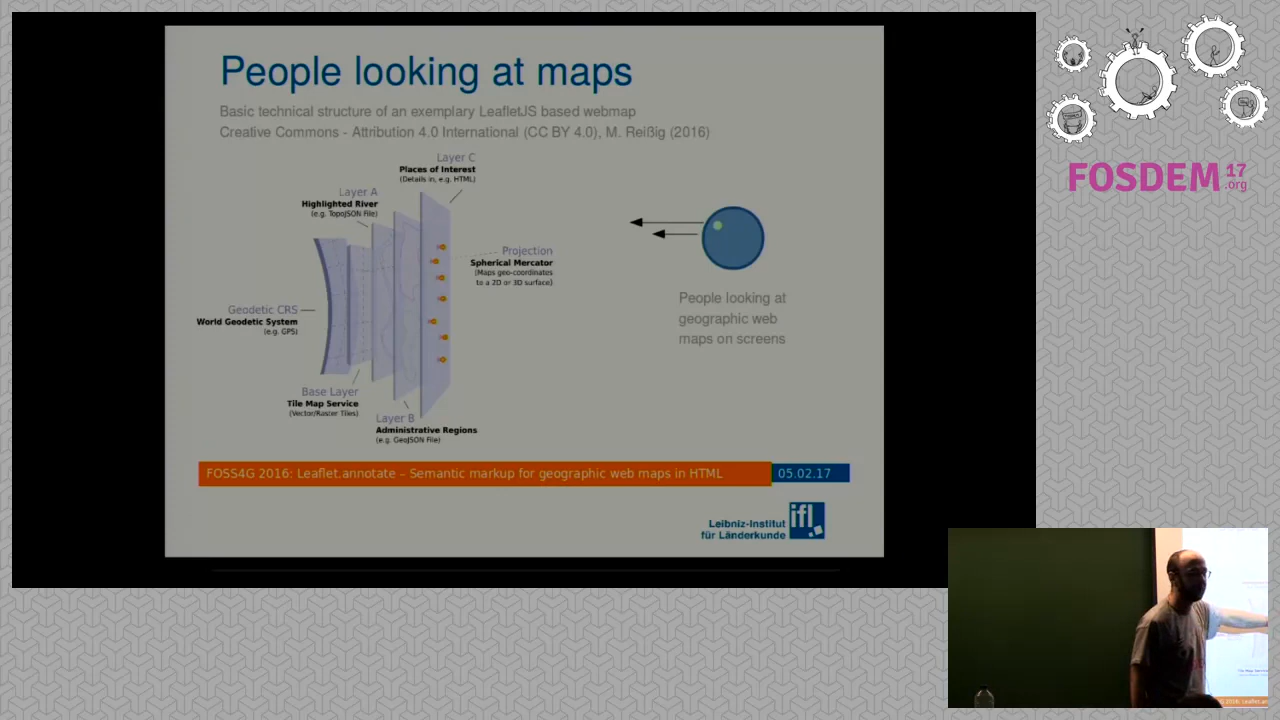 People looking at maps
Basic technical structure of an exemplary LeafletJS based webmap
Creative Commons - Attribution 4.0 International (CC BY 4.0), M. Reißig (2016)
Layer C
Places of Interest
(Details in, e.g. HTML)
Layer A
Highlighted River
(e.g. TopoJSON File)
Projection
Spherical Mercator
(Maps geo-coordinates
to a 2D or 3D surface)
Geodetic CRS
World Geodetic System
(e.g. GPS)
People looking at
geographic web
maps on screens
Base Layer
Tile Map Service
(Vector/Raster Tiles)
Layer B
Administrative Regions
(e.g. GeoJSON File)
FOSS4G 2016: Leaflet.annotate – Semantic markup for geographic web maps in HTML
05.02.17
Leibniz-Institut
für Länderkunde
ifl
FOSDEM 17
.org